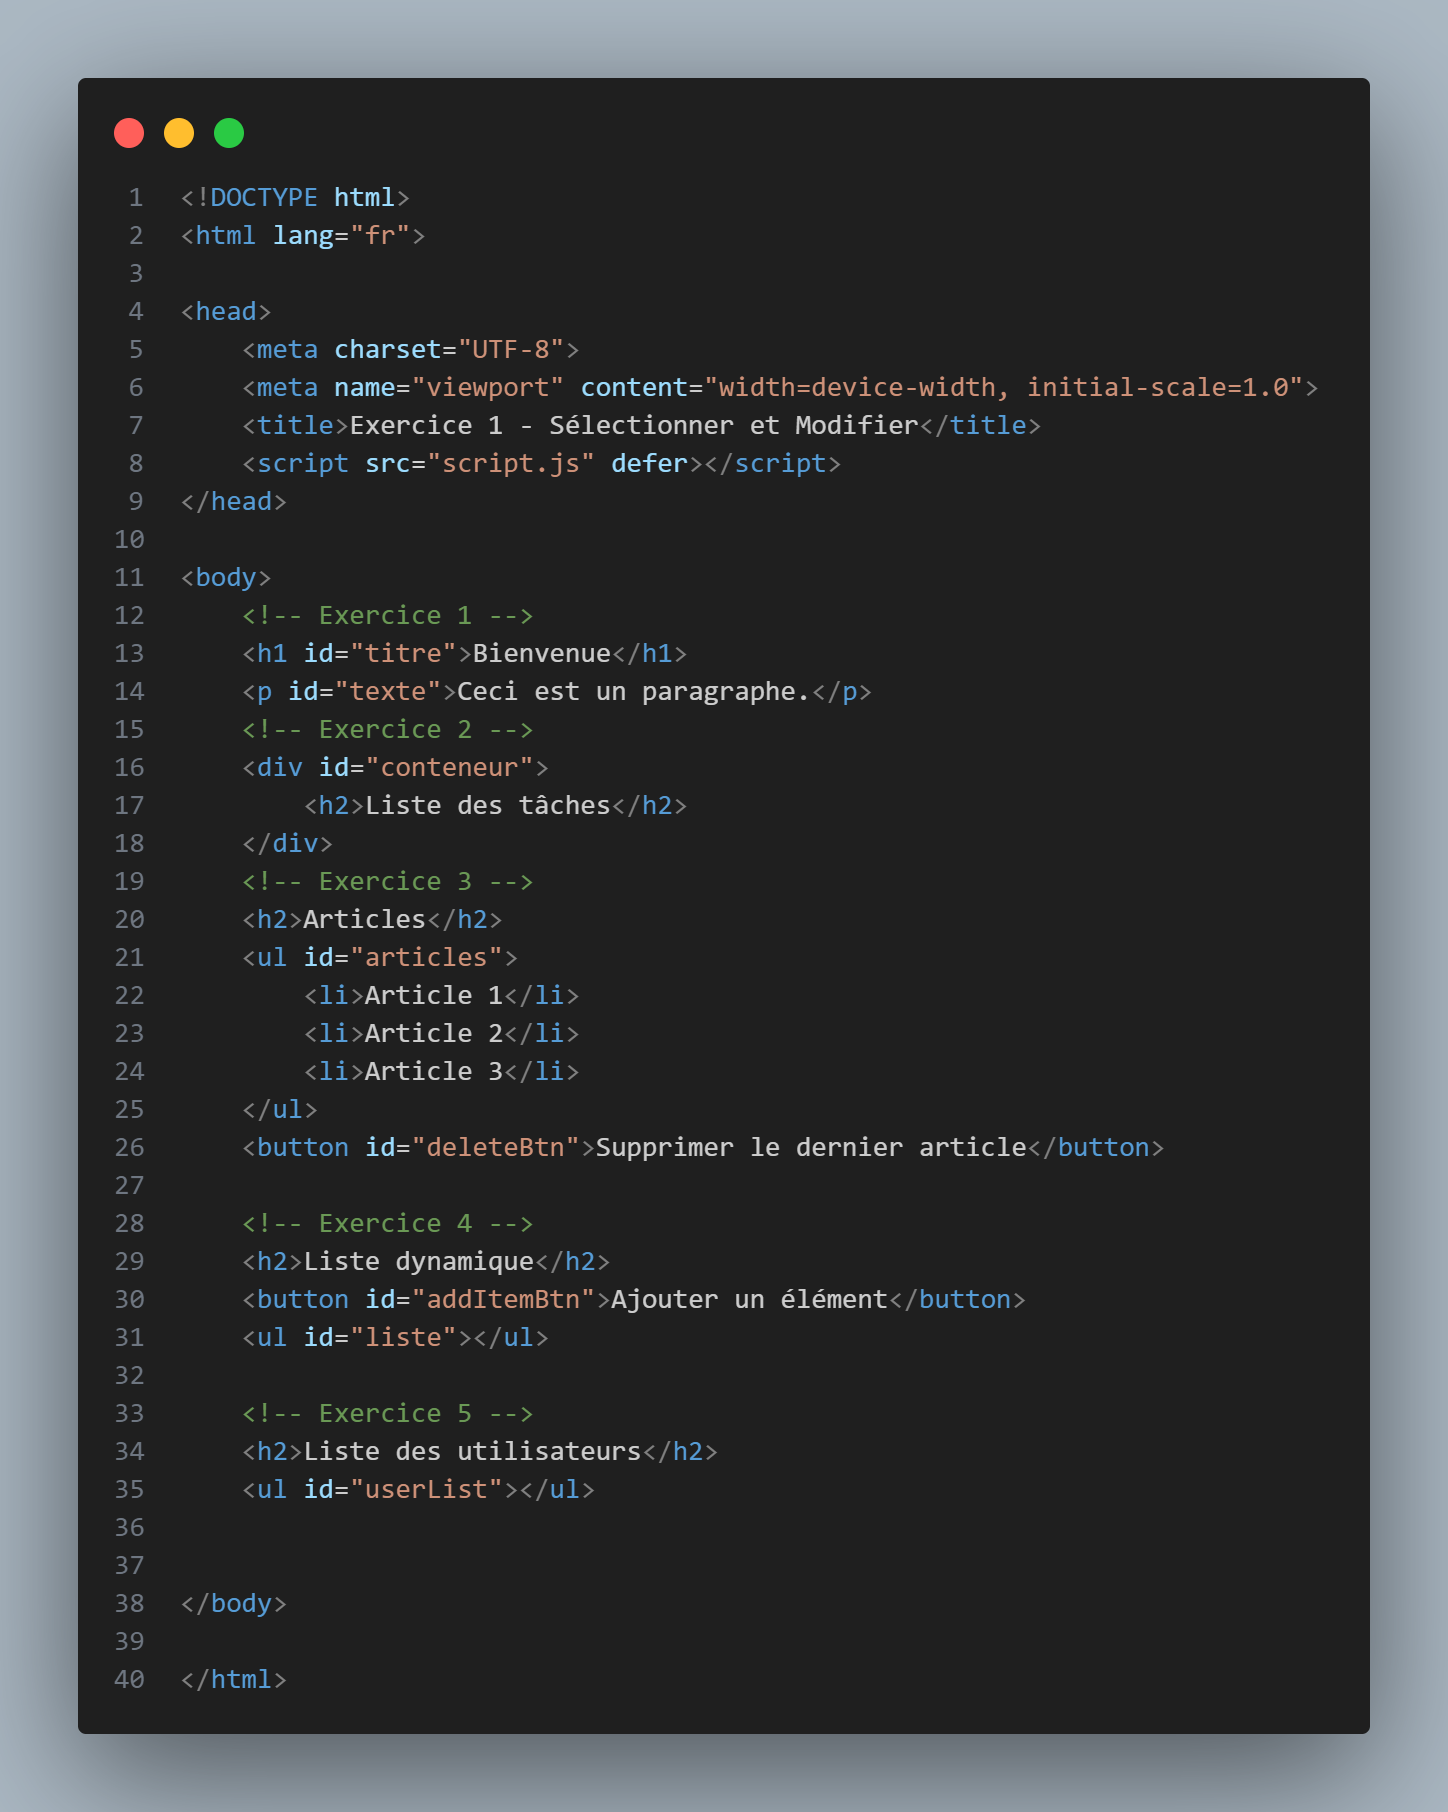 1 <!DOCTYPE html>
2 <html lang="fr">
3
4 <head>
5     <meta charset="UTF-8">
6     <meta name="viewport" content="width=device-width, initial-scale=1.0">
7     <title>Exercice 1 - Sélectionner et Modifier</title>
8     <script src="script.js" defer></script>
9 </head>
10
11 <body>
12     <!-- Exercice 1 -->
13     <h1 id="titre">Bienvenue</h1>
14     <p id="texte">Ceci est un paragraphe.</p>
15     <!-- Exercice 2 -->
16     <div id="conteneur">
17         <h2>Liste des tâches</h2>
18     </div>
19     <!-- Exercice 3 -->
20     <h2>Articles</h2>
21     <ul id="articles">
22         <li>Article 1</li>
23         <li>Article 2</li>
24         <li>Article 3</li>
25     </ul>
26     <button id="deleteBtn">Supprimer le dernier article</button>
27
28     <!-- Exercice 4 -->
29     <h2>Liste dynamique</h2>
30     <button id="addItemBtn">Ajouter un élément</button>
31     <ul id="liste"></ul>
32
33     <!-- Exercice 5 -->
34     <h2>Liste des utilisateurs</h2>
35     <ul id="userList"></ul>
36
37
38 </body>
39
40 </html>